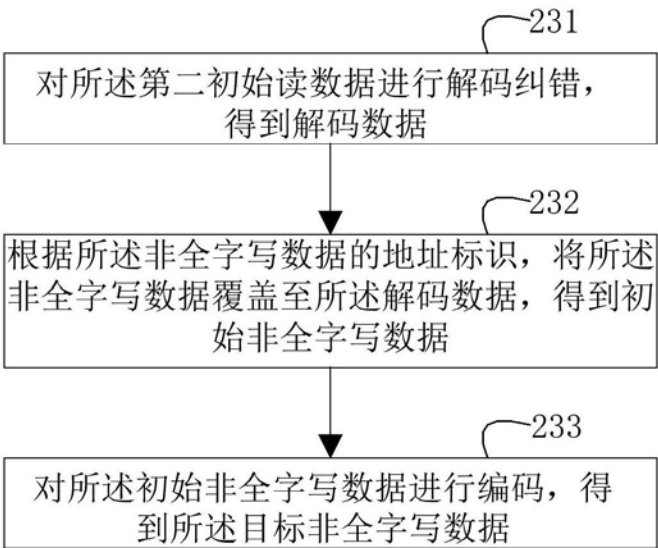 231
对所述第二初始读数据进行解码纠错，
得到解码数据
232
根据所述非全字写数据的地址标识，将所述
非全字写数据覆盖至所述解码数据，得到初
始非全字写数据
233
对所述初始非全字写数据进行编码，得
到所述目标非全字写数据